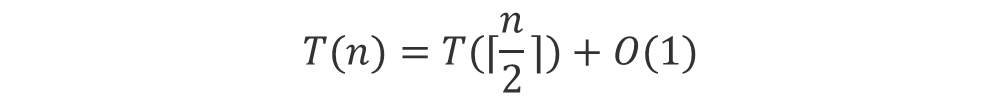 T(n) = T(⌈n/2⌉) + O(1)